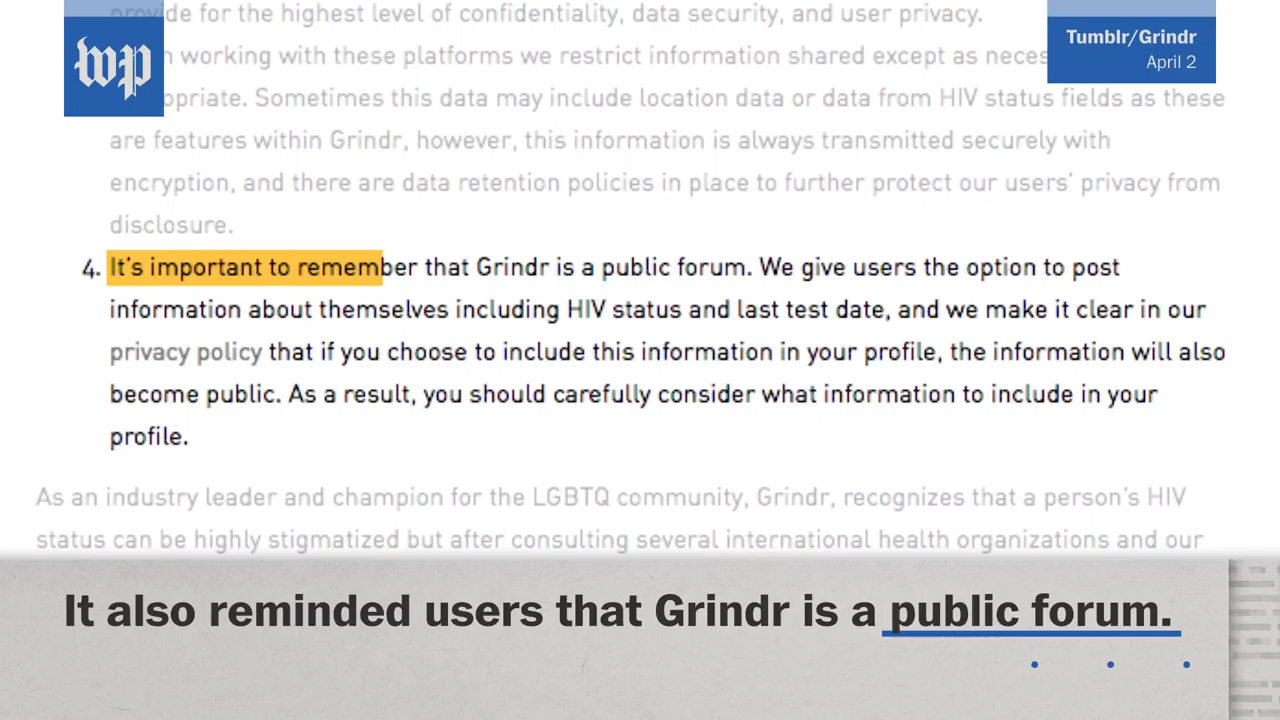 provide for the highest level of confidentiality, data security, and user privacy.
wp
working with these platforms we restrict information shared except as
Tumblr/Grindr
April 2
Sometimes this data may include location data or data from HIV status fields as these
are features within Grindr, however, this information is always transmitted securely with
encryption, and there are data retention policies in place to further protect our users' privacy from
disclosure.
4. It's important to remember that Grindr is a public forum. We give users the option to post
information about themselves including HIV status and last test date, and we make it clear in our
privacy policy that if you choose to include this information in your profile, the information will also
become public. As a result, you should carefully consider what information to include in your
profile.
As an industry leader and champion for the LGBTQ community, Grindr, recognizes that a person's HIV
status can be highly stigmatized but after consulting several international health organizations and our
It also reminded users that Grindr is a public forum.